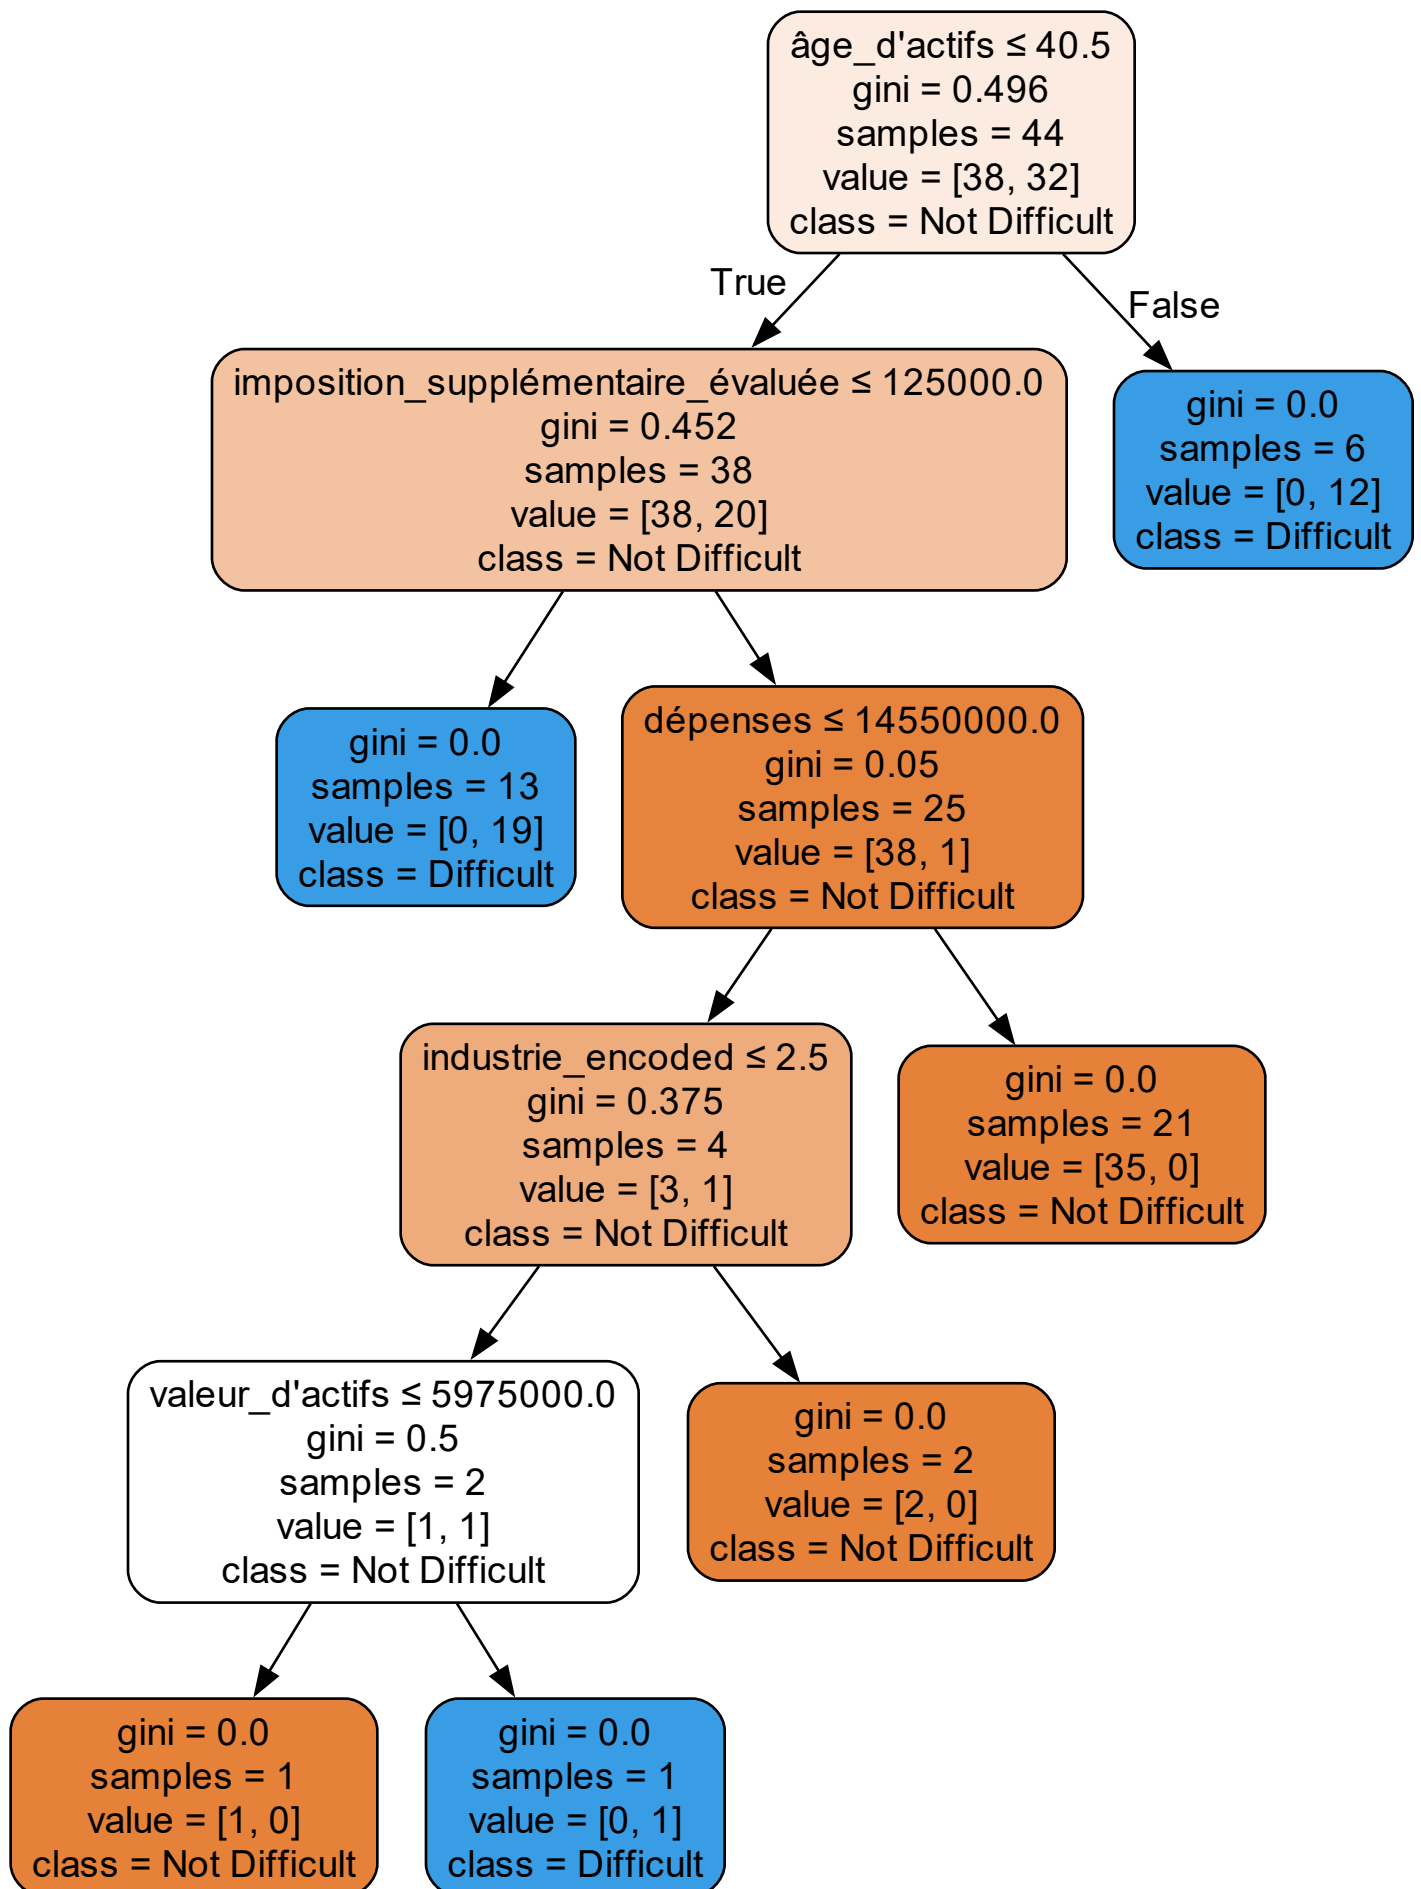 âge_d'actifs ≤ 40.5
gini = 0.496
samples = 44
value = [38, 32]
class = Not Difficult
True
False
imposition_supplémentaire_évaluée ≤ 125000.0
gini = 0.452
samples = 38
value = [38, 20]
class = Not Difficult
gini = 0.0
samples = 6
value = [0, 12]
class = Difficult
gini = 0.0
samples = 13
value = [0, 19]
class = Difficult
dépenses ≤ 14550000.0
gini = 0.05
samples = 25
value = [38, 1]
class = Not Difficult
industrie_encoded ≤ 2.5
gini = 0.375
samples = 4
value = [3, 1]
class = Not Difficult
gini = 0.0
samples = 21
value = [35, 0]
class = Not Difficult
valeur_d'actifs ≤ 5975000.0
gini = 0.5
samples = 2
value = [1, 1]
class = Not Difficult
gini = 0.0
samples = 2
value = [2, 0]
class = Not Difficult
gini = 0.0
samples = 1
value = [1, 0]
class = Not Difficult
gini = 0.0
samples = 1
value = [0, 1]
class = Difficult